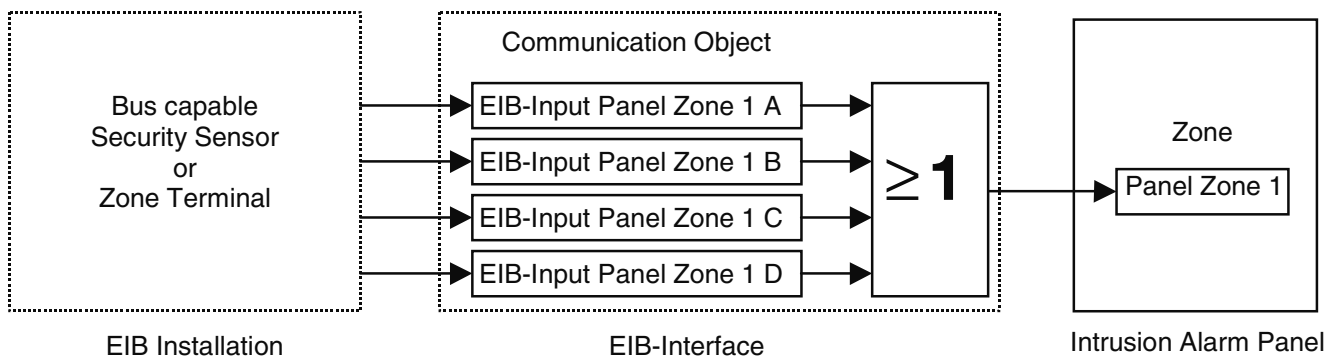 Communication Object
Bus capable
Security Sensor
or
Zone Terminal
EIB-Input Panel Zone 1 A
EIB-Input Panel Zone 1 B
EIB-Input Panel Zone 1 C
EIB-Input Panel Zone 1 D
≥1
Zone
Panel Zone 1
EIB Installation
EIB-Interface
Intrusion Alarm Panel